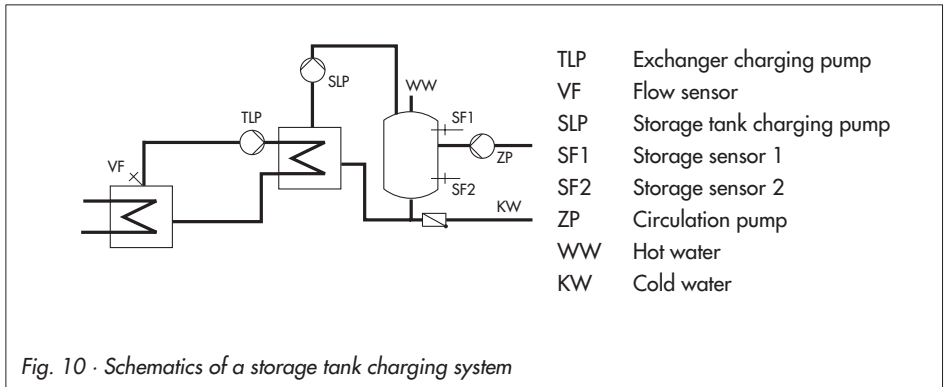 SLP
WW
TLP
SF1
ZP
VF
SF2
KW
TLP Exchanger charging pump
VF Flow sensor
SLP Storage tank charging pump
SF1 Storage sensor 1
SF2 Storage sensor 2
ZP Circulation pump
WW Hot water
KW Cold water
Fig. 10 · Schematics of a storage tank charging system